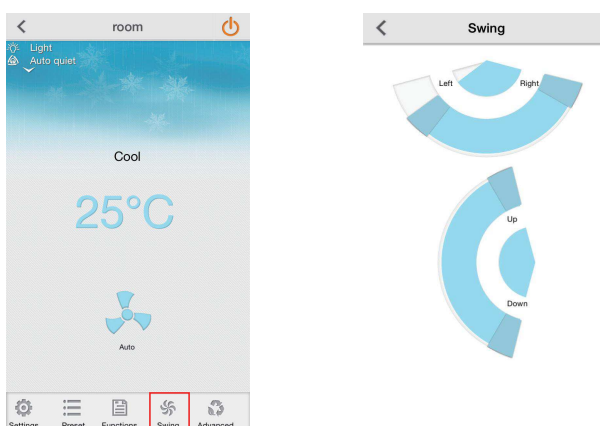 room
Light
Auto quiet
Cool
25°C
Auto
Settings Preset Functions Swing Advanced
Swing
Left Right
Up
Down